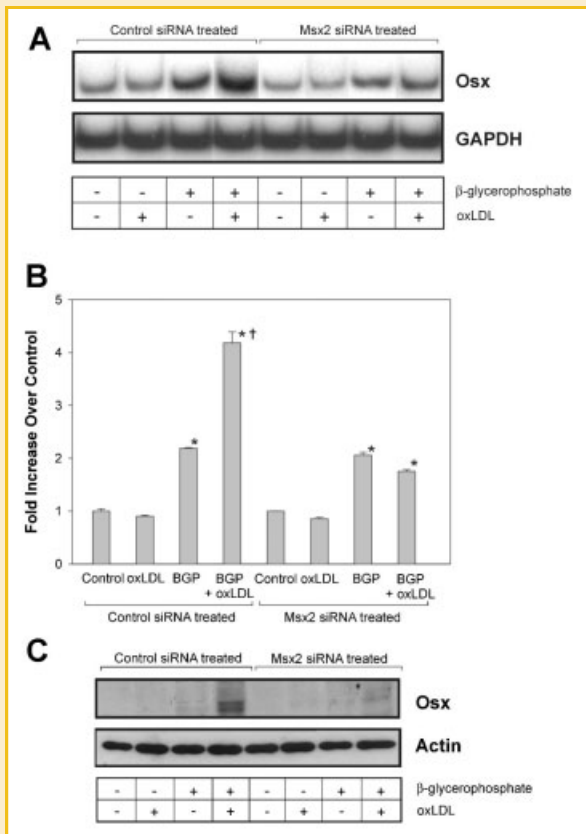 A
Control siRNA treated Msx2 siRNA treated
Osx
GAPDH
- - + + - - + + β-glycerophosphate
- + - + - + - + oxLDL
B
Fold Increase Over Control
5
4
3
2
1
0
* * † * *
Control oxLDL BGP BGP + oxLDL Control oxLDL BGP BGP + oxLDL
Control siRNA treated Msx2 siRNA treated
C
Control siRNA treated Msx2 siRNA treated
Osx
Actin
- - + + - - + + β-glycerophosphate
- + - + - + - + oxLDL